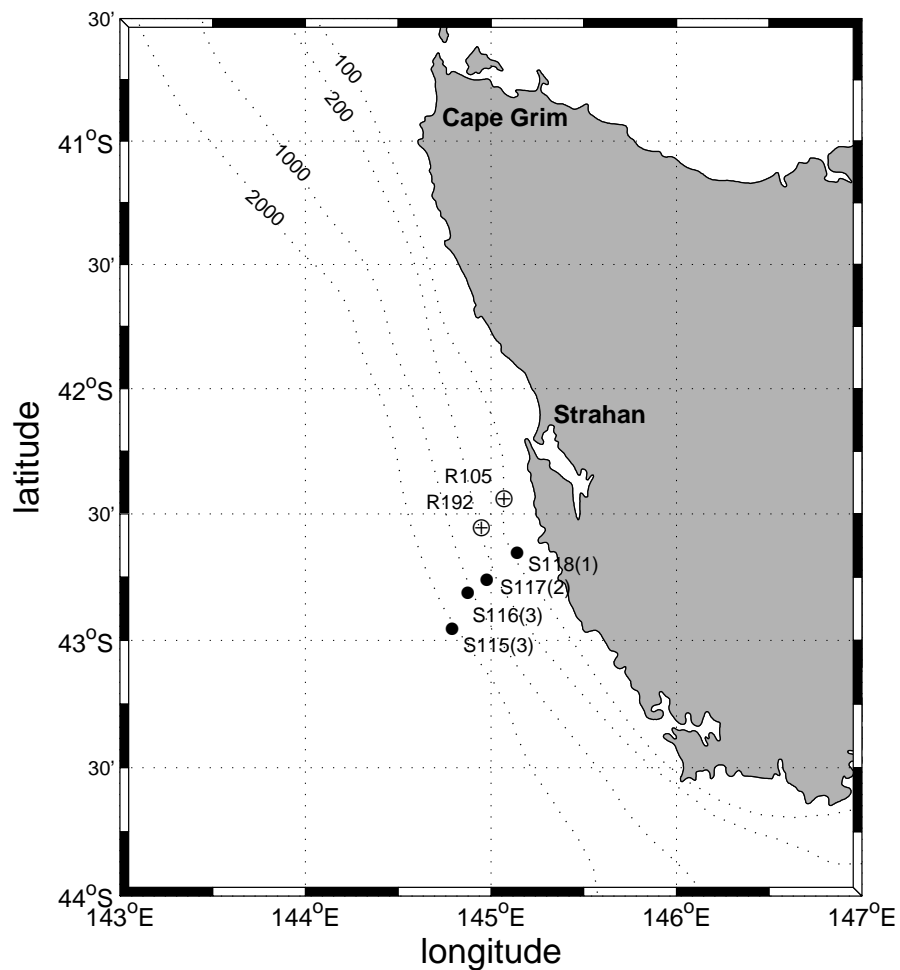 30'
100
200
Cape Grim
41°S
1000
2000
30'
42°S
Strahan
latitude
R105
R192
30'
S118(1)
S117(2)
S116(3)
43°S
S115(3)
30'
44°S
143°E
144°E
145°E
146°E
147°E
longitude